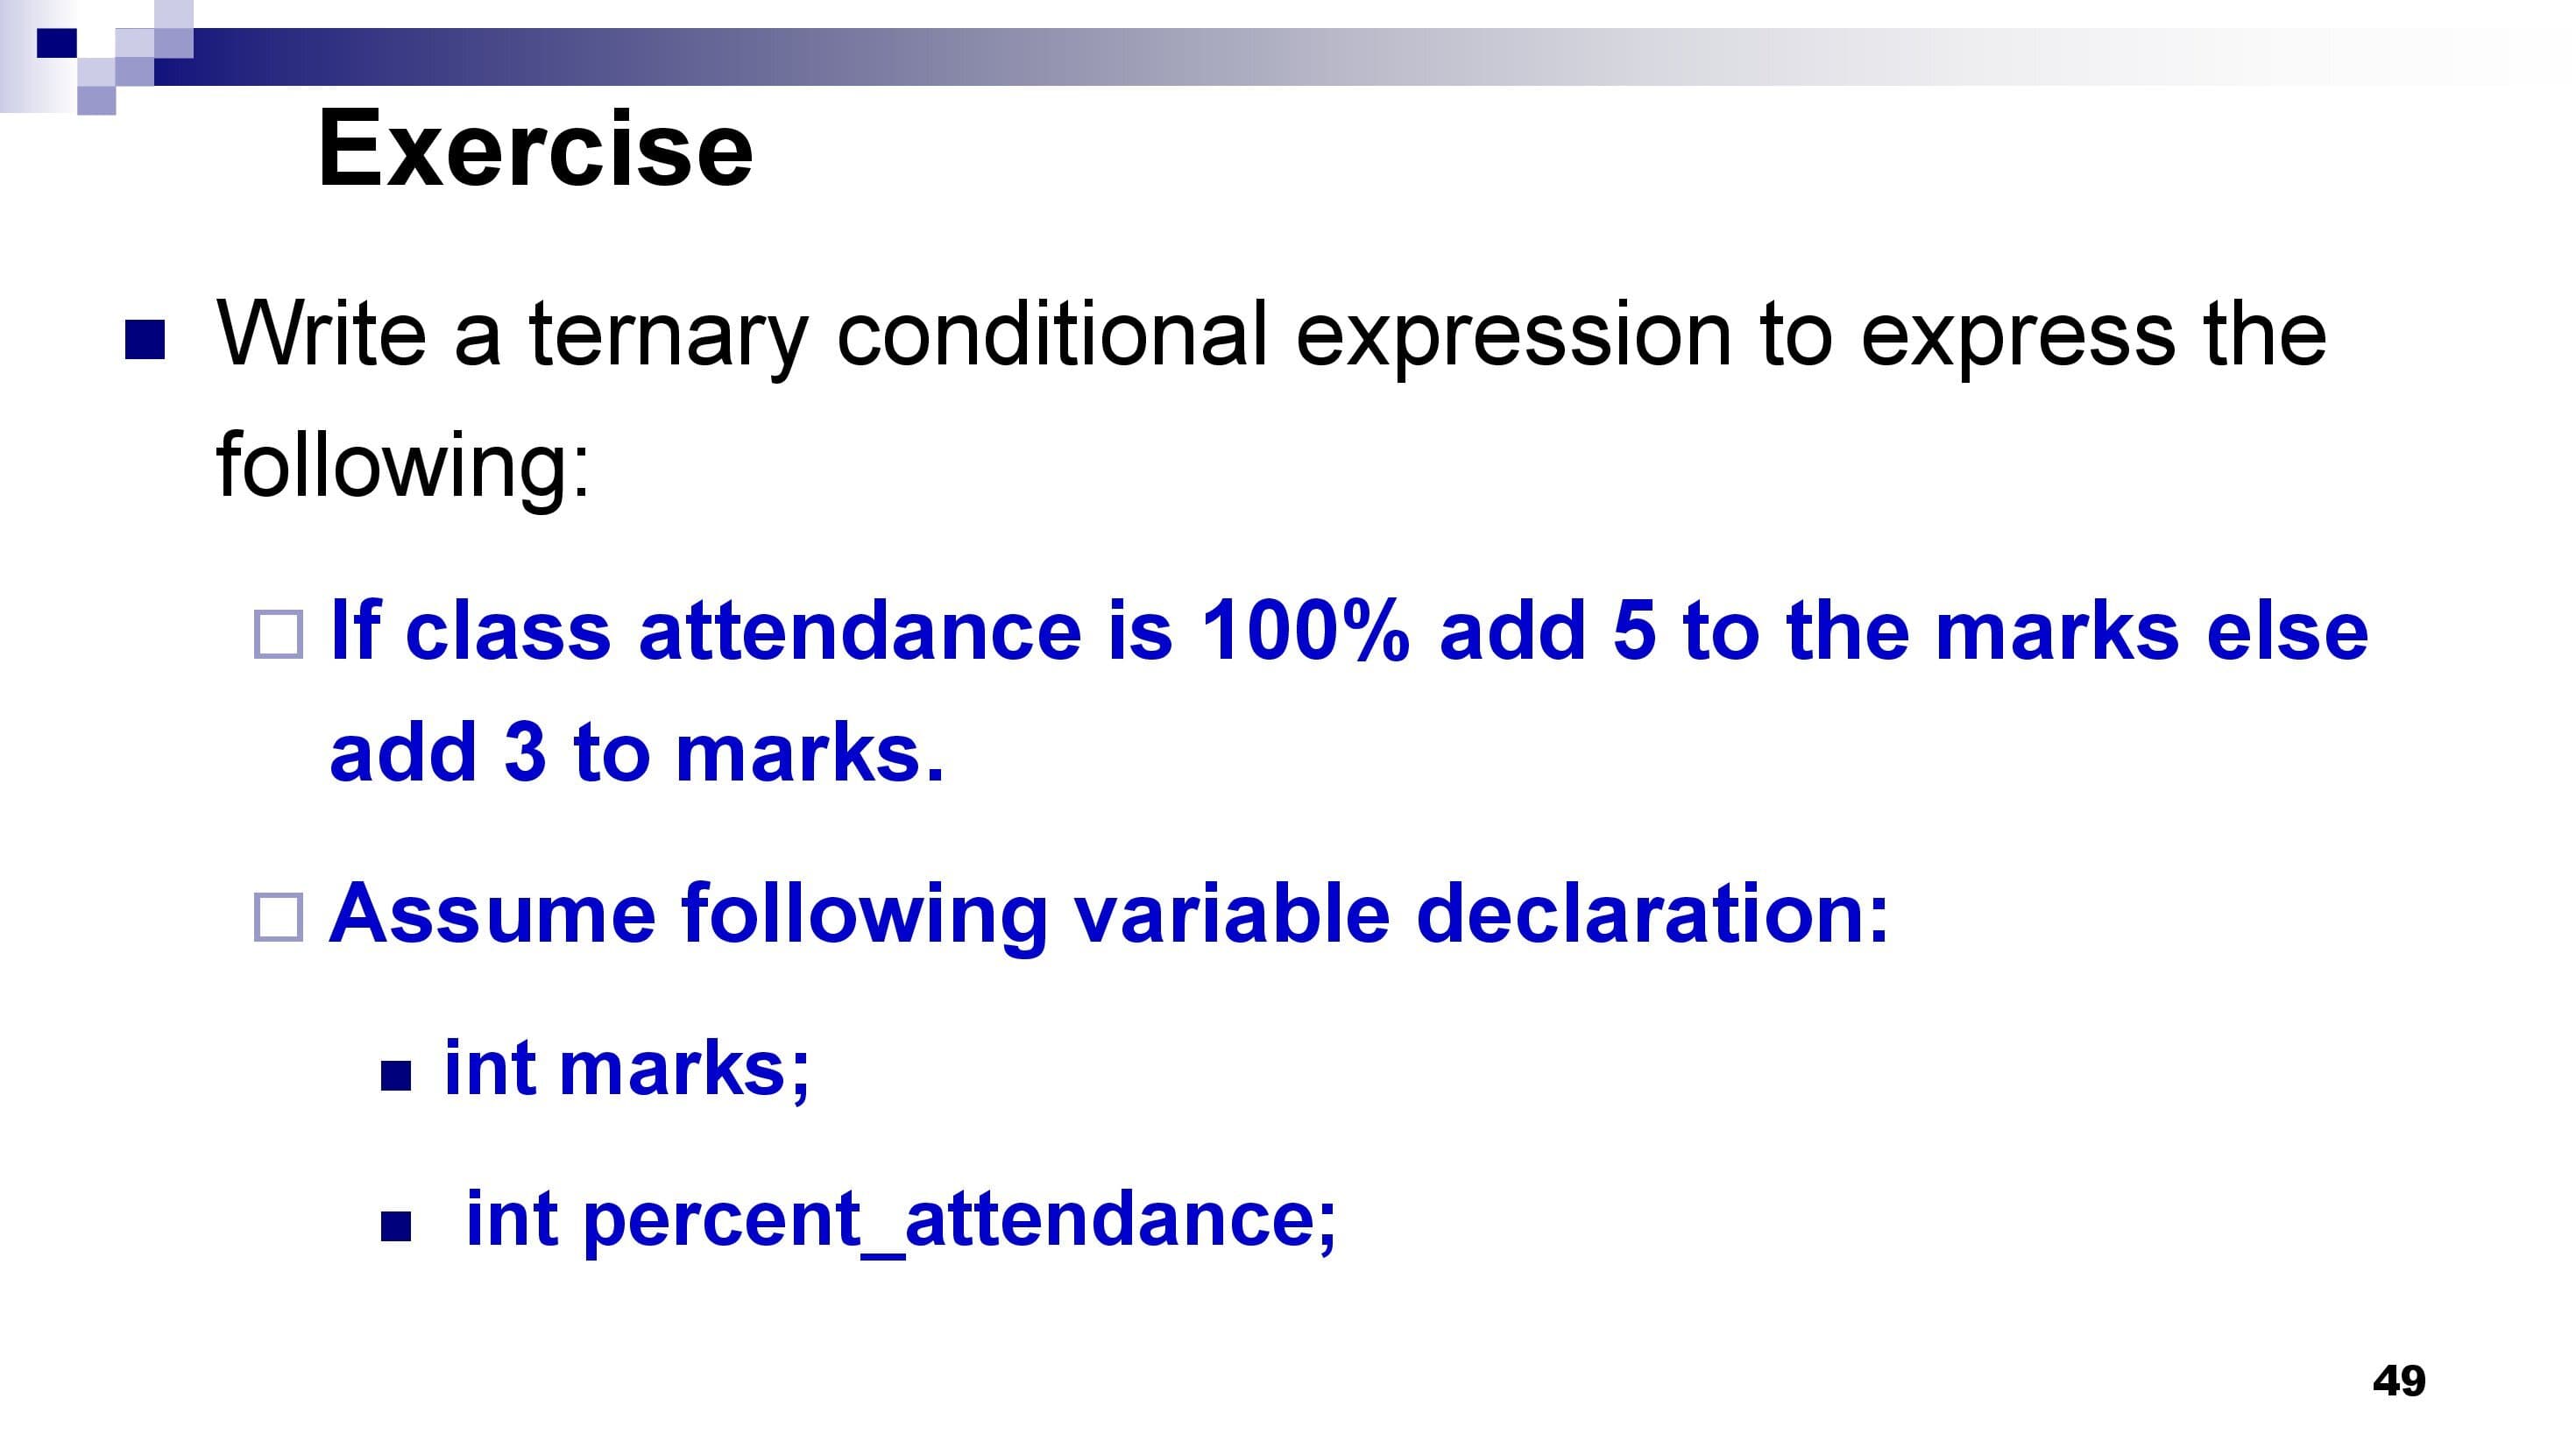 Exercise
Write a ternary conditional expression to express the
following:
If class attendance is 100% add 5 to the marks else
add 3 to marks.
Assume following variable declaration:
int marks;
int percent_attendance;
49